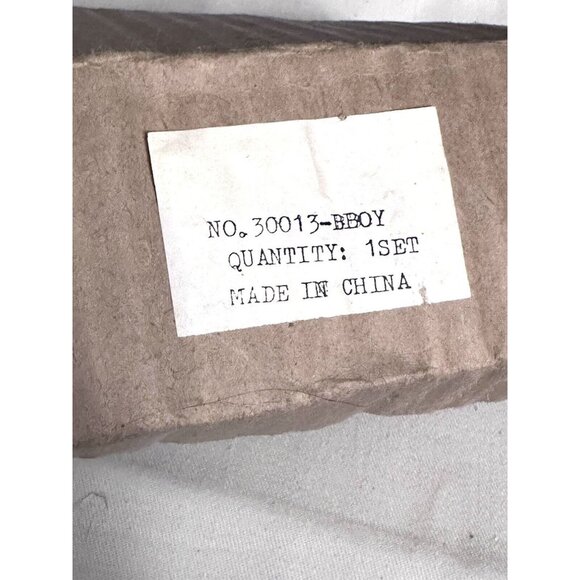 NO.30013-BBOY
QUANTITY: 1SET
MADE IN CHINA